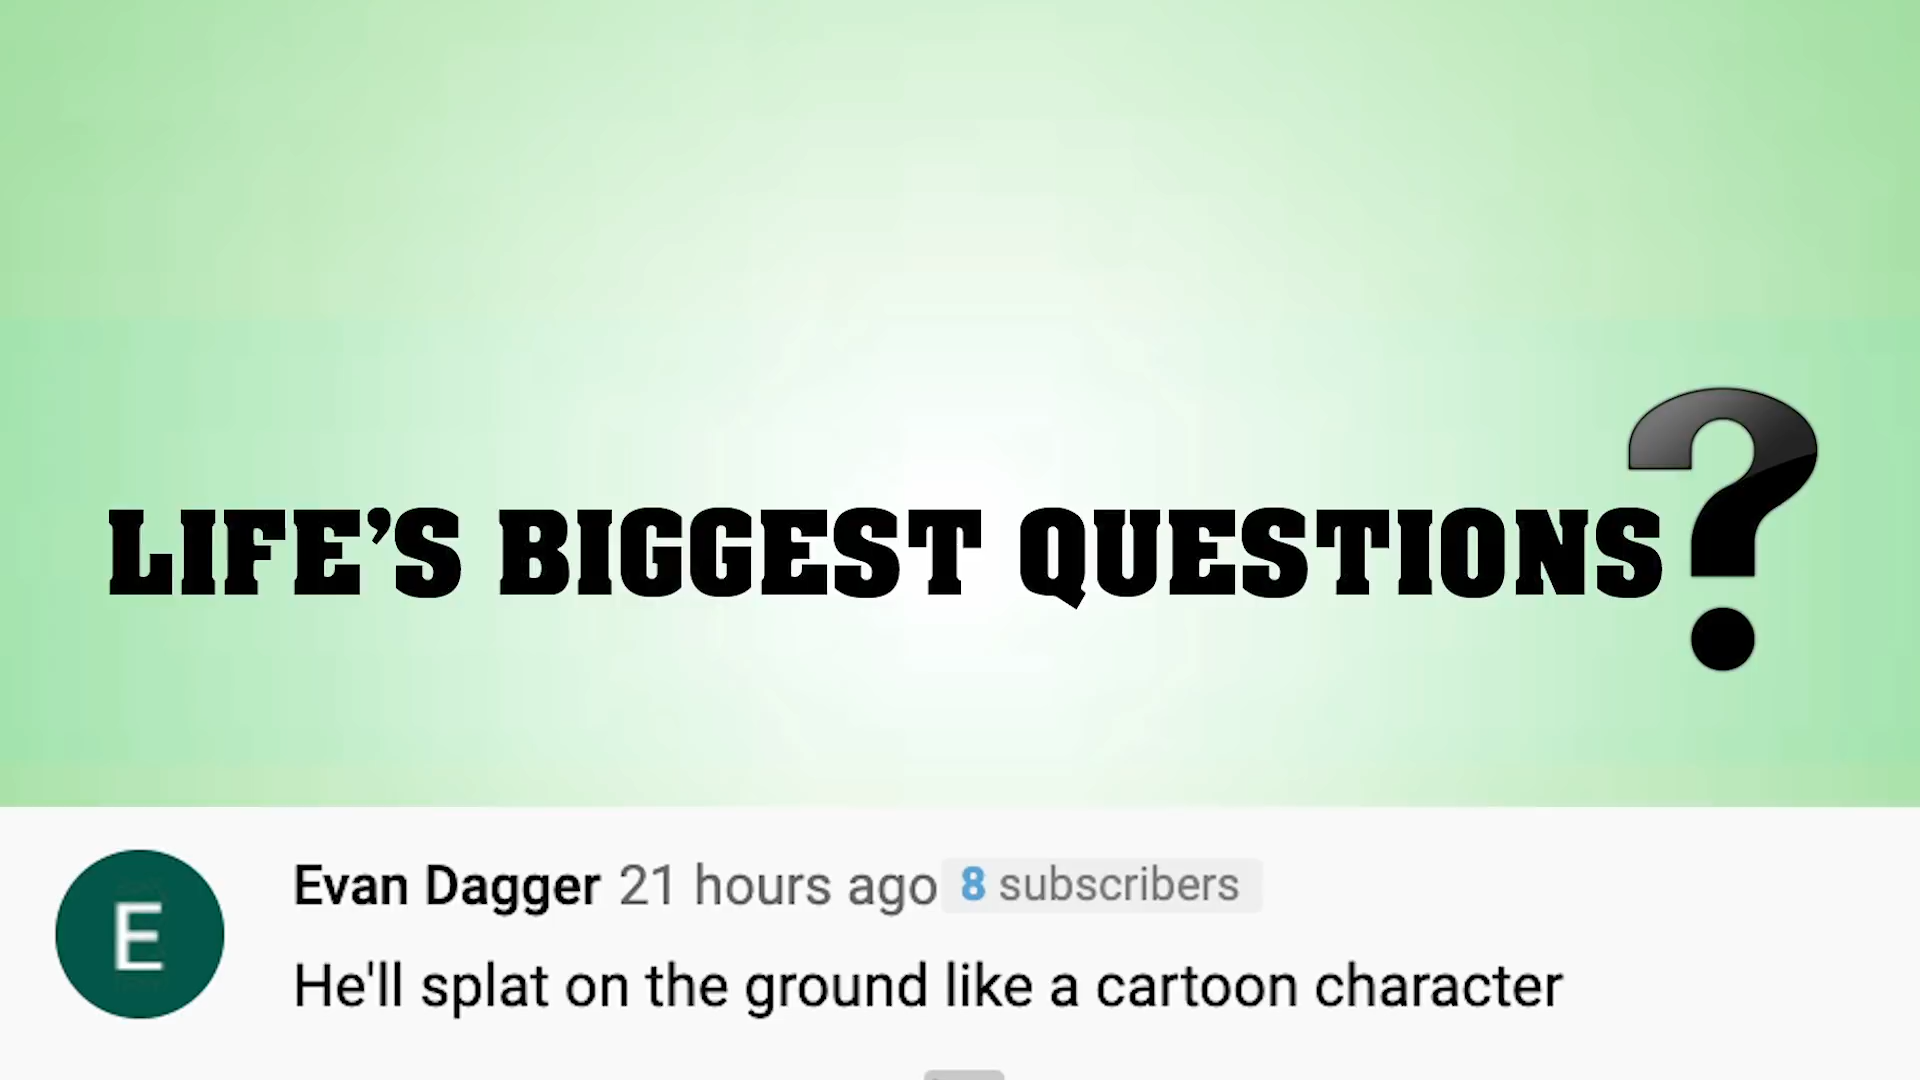 LIFE’S BIGGEST QUESTIONS?
E
Evan Dagger 21 hours ago 8 subscribers
He'll splat on the ground like a cartoon character